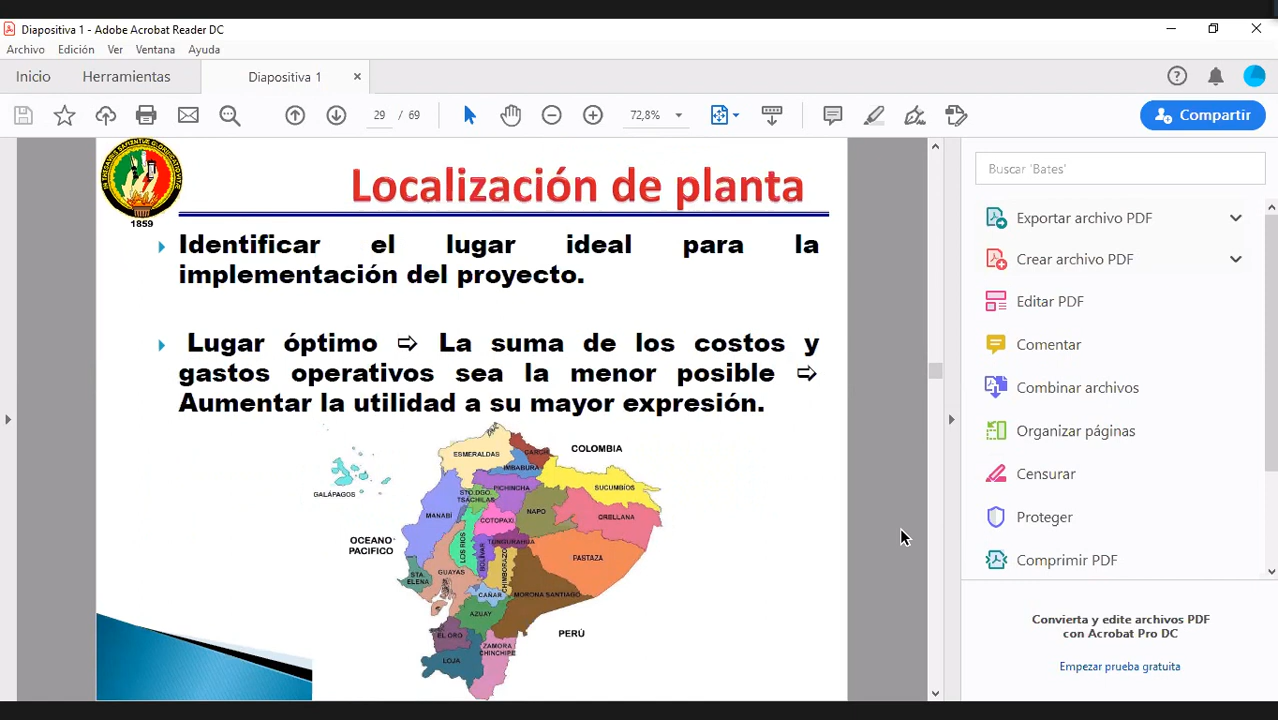 Diapositiva 1 - Adobe Acrobat Reader DC
Archivo Edición Ver Ventana Ayuda
Inicio Herramientas Diapositiva 1
29 / 69 72,8%
Compartir
1859
Localización de planta
Identificar el lugar ideal para la
implementación del proyecto.
Lugar óptimo ⇨ La suma de los costos y
gastos operativos sea la menor posible ⇨
Aumentar la utilidad a su mayor expresión.
COLOMBIA
ESMERALDAS
CARCHI
IMBABURA
SUCUMBÍOS
PICHINCHA
GALÁPAGOS
STO.DGO.
TSÁCHILAS
NAPO
MANABÍ
COTOPAXI
ORELLANA
OCEANO
PACIFICO
TUNGURAHUA
LOS RIOS
BOLÍVAR
CHIMBORAZO
PASTAZA
GUAYAS
STA.
ELENA
CAÑAR
MORONA SANTIAGO
AZUAY
PERÚ
EL ORO
ZAMORA
CHINCHIPE
LOJA
Buscar 'Bates'
Exportar archivo PDF
Crear archivo PDF
Editar PDF
Comentar
Combinar archivos
Organizar páginas
Censurar
Proteger
Comprimir PDF
Convierta y edite archivos PDF
con Acrobat Pro DC
Empezar prueba gratuita